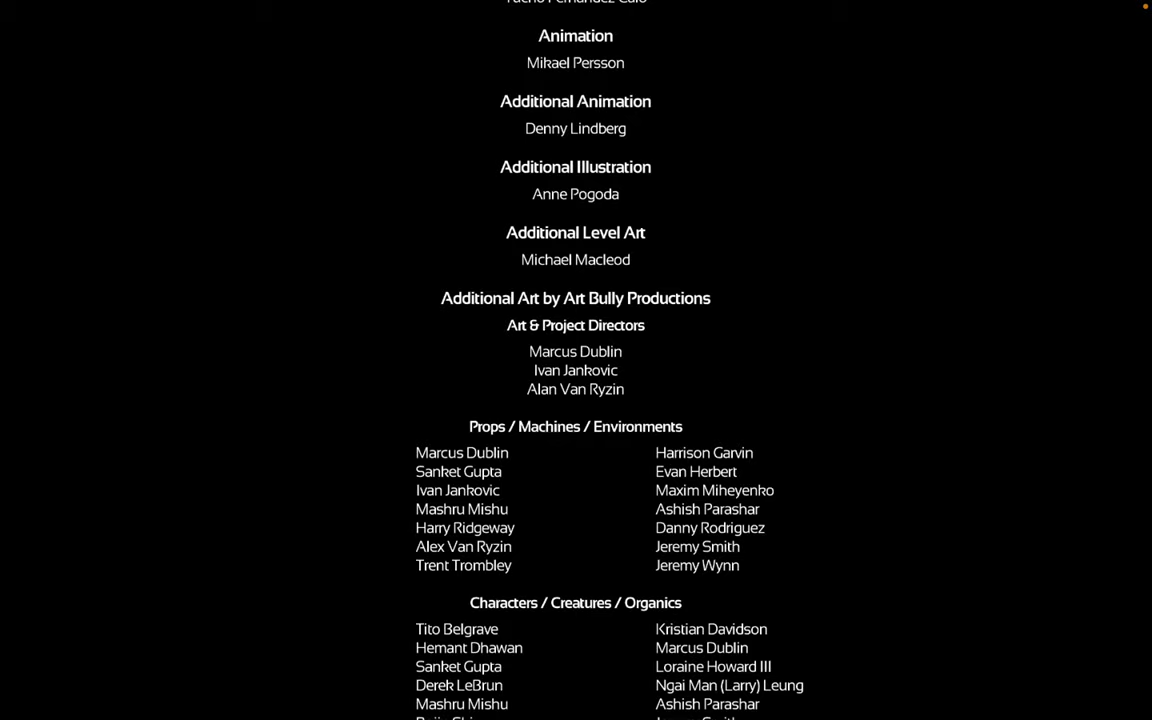 Animation
Mikael Persson
Additional Animation
Denny Lindberg
Additional Illustration
Anne Pogoda
Additional Level Art
Michael Macleod
Additional Art by Art Bully Productions
Art & Project Directors
Marcus Dublin
Ivan Jankovic
Alan Van Ryzin
Props / Machines / Environments
Marcus Dublin
Sanket Gupta
Ivan Jankovic
Mashru Mishu
Harry Ridgeway
Alex Van Ryzin
Trent Trombley
Harrison Garvin
Evan Herbert
Maxim Miheyenko
Ashish Parashar
Danny Rodriguez
Jeremy Smith
Jeremy Wynn
Characters / Creatures / Organics
Tito Belgrave
Hemant Dhawan
Sanket Gupta
Derek LeBrun
Mashru Mishu
Kristian Davidson
Marcus Dublin
Loraine Howard III
Ngai Man (Larry) Leung
Ashish Parashar